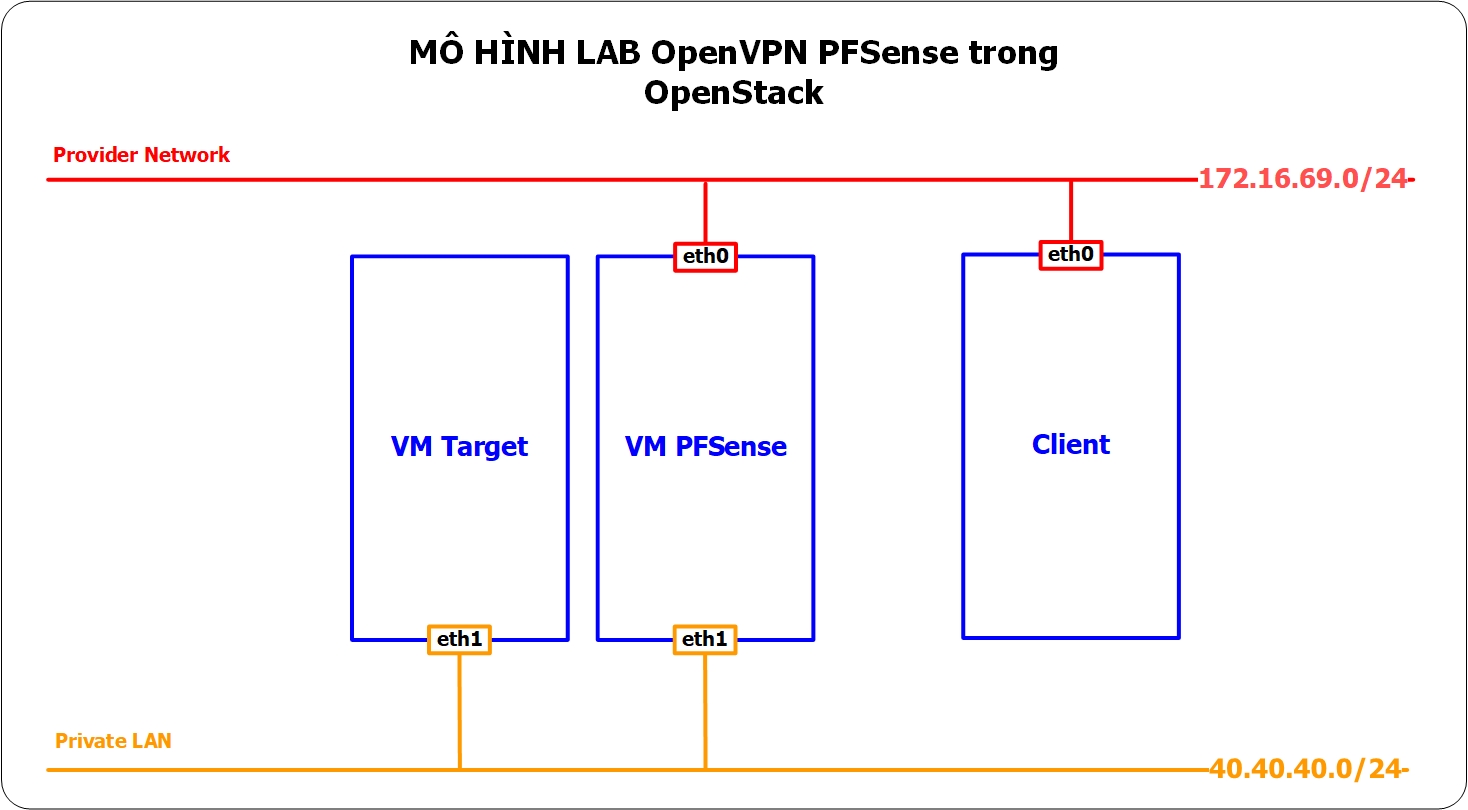 MÔ HÌNH LAB OpenVPN PFSense trong
OpenStack
Provider Network
172.16.69.0/24
eth0
eth0
VM Target
VM PFSense
Client
eth1
eth1
Private LAN
40.40.40.0/24